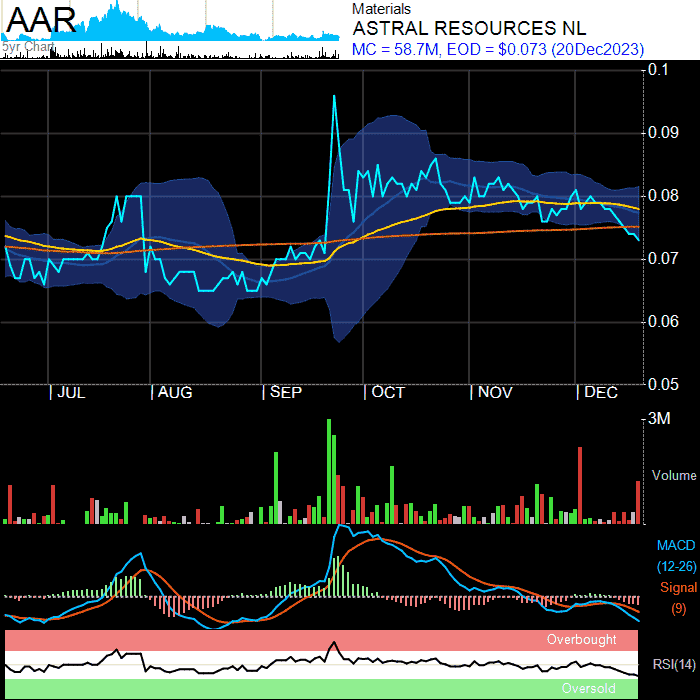 AAR
5yr Chart
Materials
ASTRAL RESOURCES NL
MC = 58.7M, EOD = $0.073 (20Dec2023)
0.1
0.09
0.08
0.07
0.06
0.05
| JUL | AUG | SEP | OCT | NOV | DEC
3M
Volume
MACD
(12-26)
Signal
(9)
Overbought
RSI(14)
Oversold